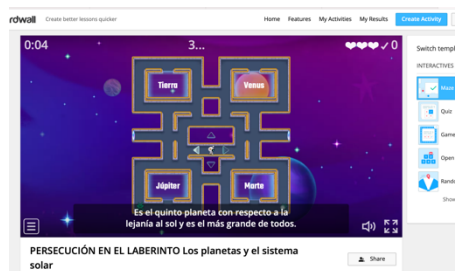 rdwall Create better lessons quicker Home Features My Activities My Results Create Activity
0:04 3... 0
Switch templ
INTERACTIVES
Tierra Venus
Maze
Quiz
Game
Júpiter Marte
Open
Rando
Es el quinto planeta con respecto a la
lejanía al sol y es el más grande de todos.
Show
PERSECUCIÓN EN EL LABERINTO Los planetas y el sistema
solar
Share